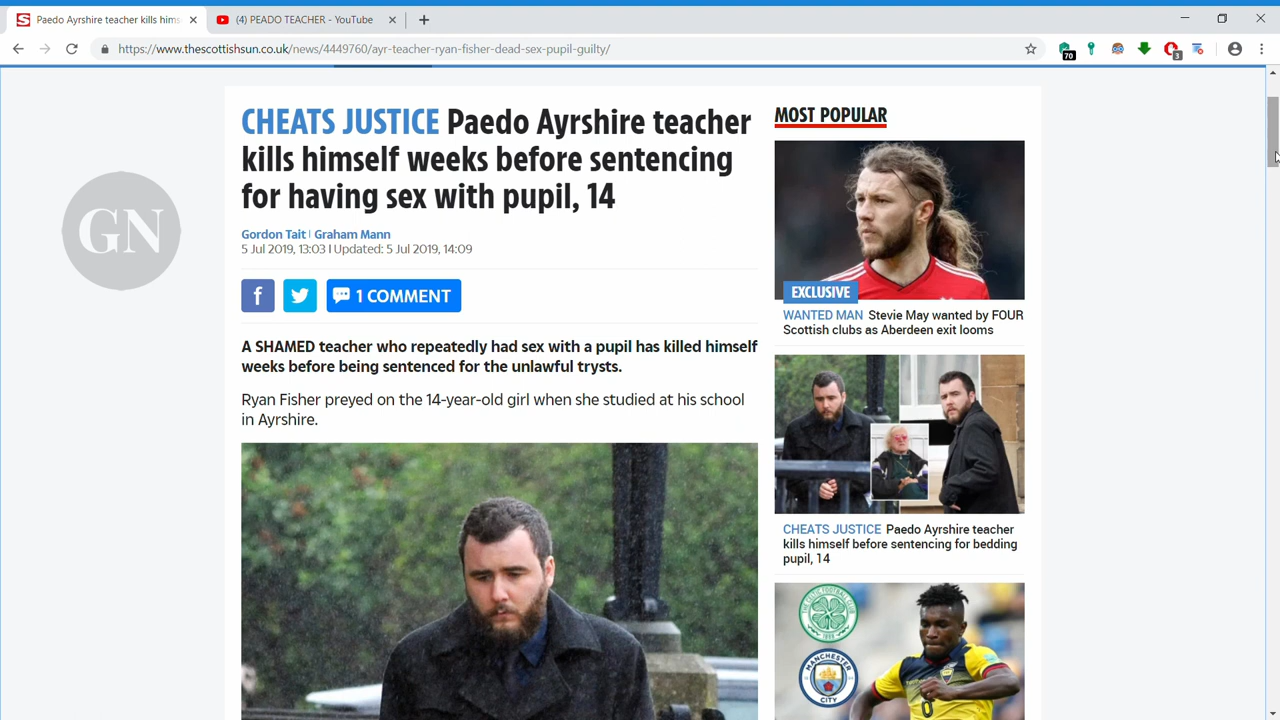 Paedo Ayrshire teacher kills hims
(4) PEADO TEACHER - YouTube
https://www.thescottishsun.co.uk/news/4449760/ayr-teacher-ryan-fisher-dead-sex-pupil-guilty/
70
3
GN
CHEATS JUSTICE Paedo Ayrshire teacher
kills himself weeks before sentencing
for having sex with pupil, 14
Gordon Tait | Graham Mann
5 Jul 2019, 13:03 | Updated: 5 Jul 2019, 14:09
f
1 COMMENT
A SHAMED teacher who repeatedly had sex with a pupil has killed himself
weeks before being sentenced for the unlawful trysts.
Ryan Fisher preyed on the 14-year-old girl when she studied at his school
in Ayrshire.
MOST POPULAR
EXCLUSIVE
WANTED MAN Stevie May wanted by FOUR
Scottish clubs as Aberdeen exit looms
CHEATS JUSTICE Paedo Ayrshire teacher
kills himself before sentencing for bedding
pupil, 14
MANCHESTER
CITY
8